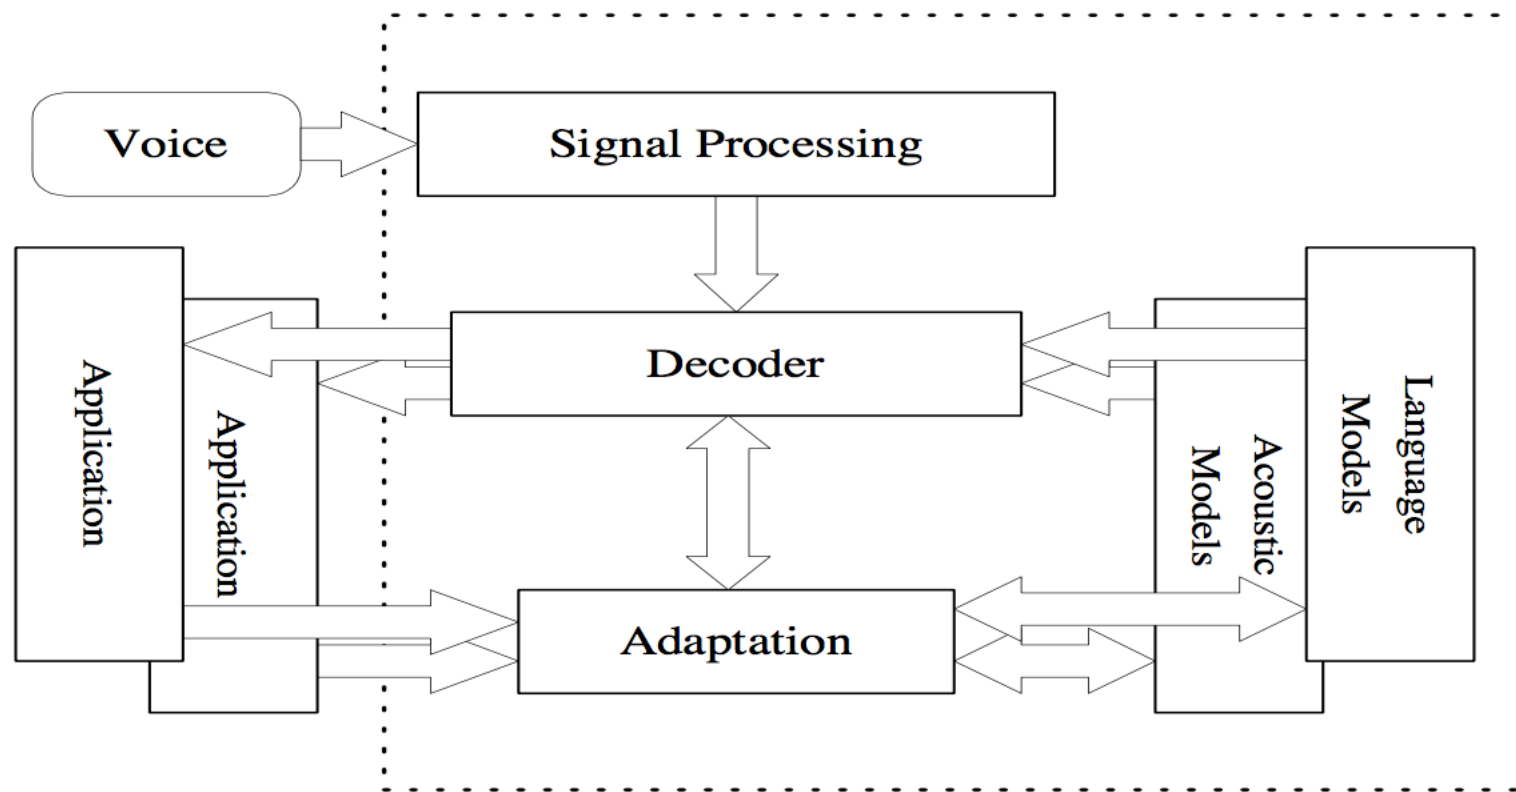 Voice
Signal Processing
Decoder
Application
Application
Language
Models
Acoustic
Models
Adaptation